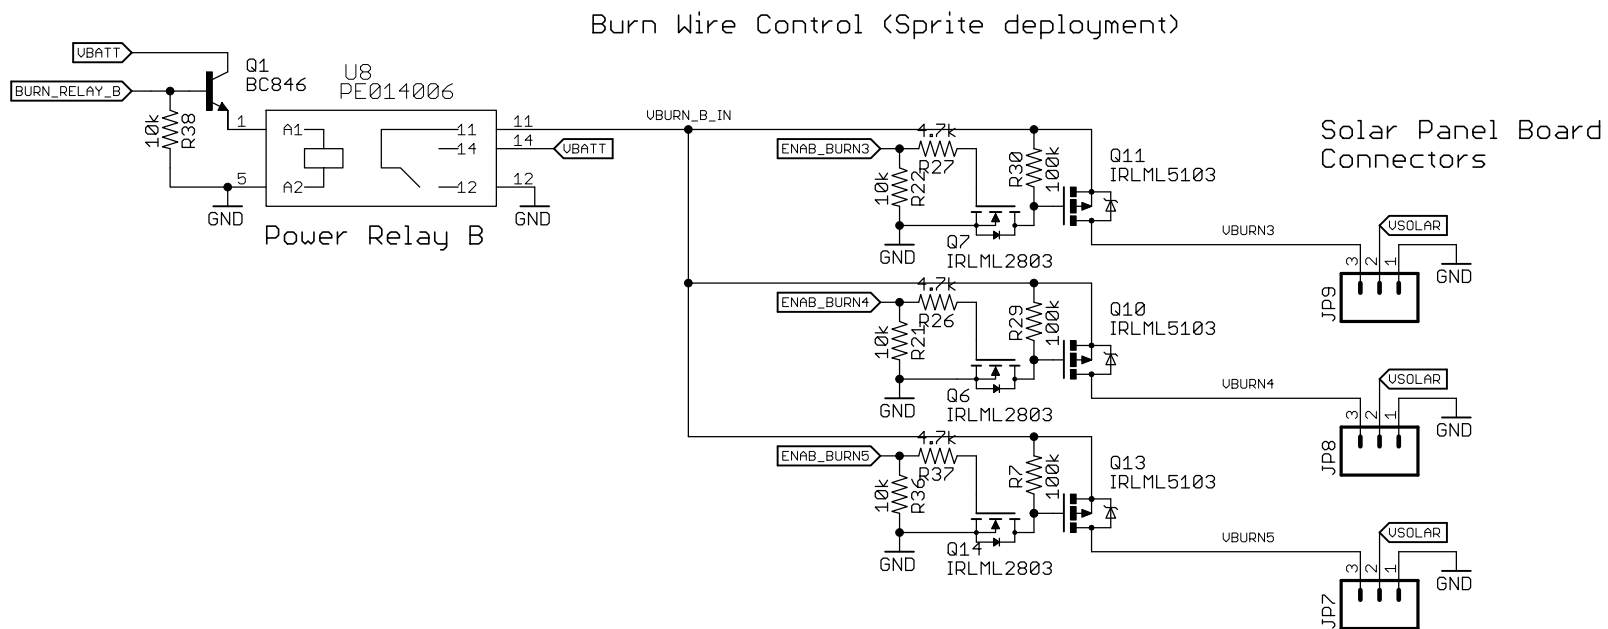 Burn Wire Control (Sprite deployment)
VBATT
Q1
BC846
BURN_RELAY_B
10k
R38
U8
PE014006
1
A1
11
11
14
14
VBATT
5
A2
12
12
GND
GND
Power Relay B
VBURN_B_IN
ENAB_BURN3
4.7k
R27
10k
R22
R30
100k
Q11
IRLML5103
GND
Q7
IRLML2803
VBURN3
Solar Panel Board
Connectors
VSOLAR
3
2
1
GND
JP9
ENAB_BURN4
4.7k
R26
10k
R21
R29
100k
Q10
IRLML5103
GND
Q6
IRLML2803
VBURN4
VSOLAR
3
2
1
GND
JP8
ENAB_BURN5
4.7k
R37
10k
R36
R7
100k
Q13
IRLML5103
GND
Q14
IRLML2803
VBURN5
VSOLAR
3
2
1
GND
JP7